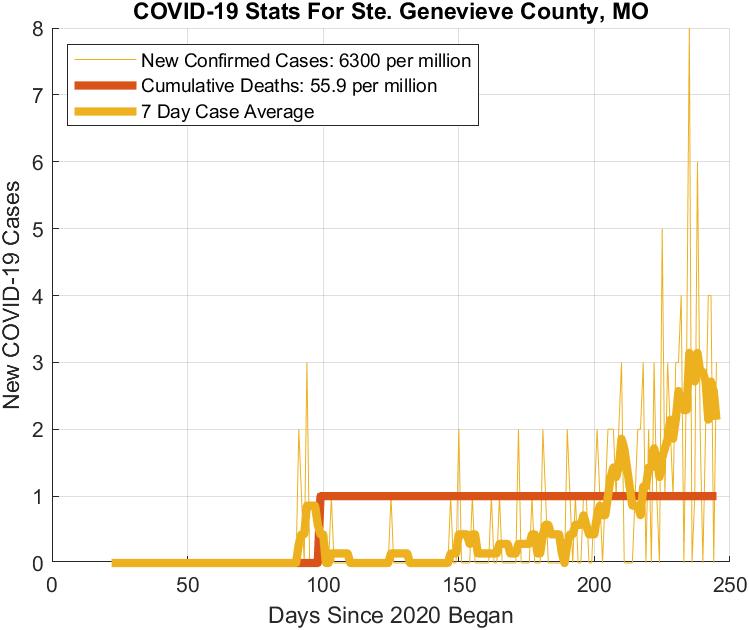 COVID-19 Stats For Ste. Genevieve County, MO
New Confirmed Cases: 6300 per million
Cumulative Deaths: 55.9 per million
7 Day Case Average
New COVID-19 Cases
8
7
6
5
4
3
2
1
0
0 50 100 150 200 250
Days Since 2020 Began